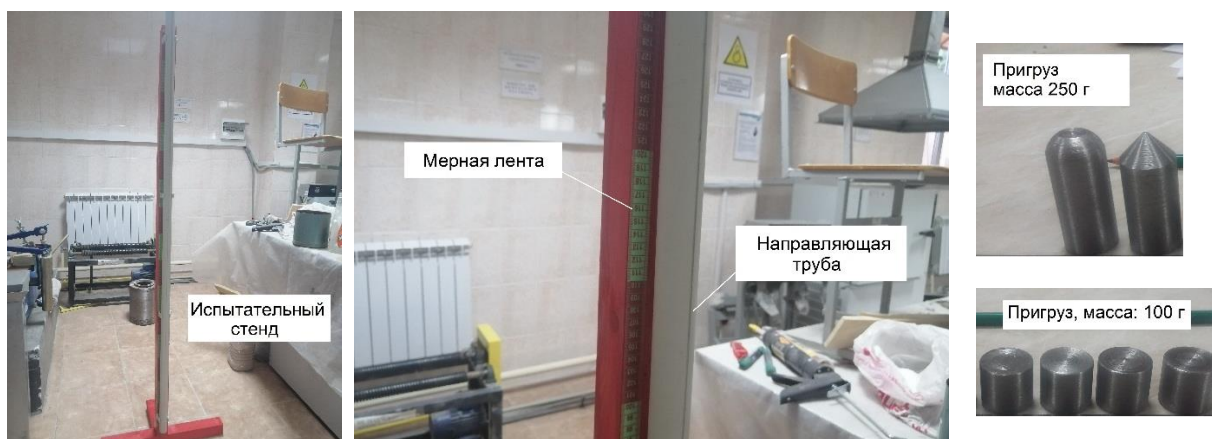 Испытательный
стенд
Мерная лента
Направляющая
труба
Пригруз
масса 250 г
Пригруз, масса: 100 г